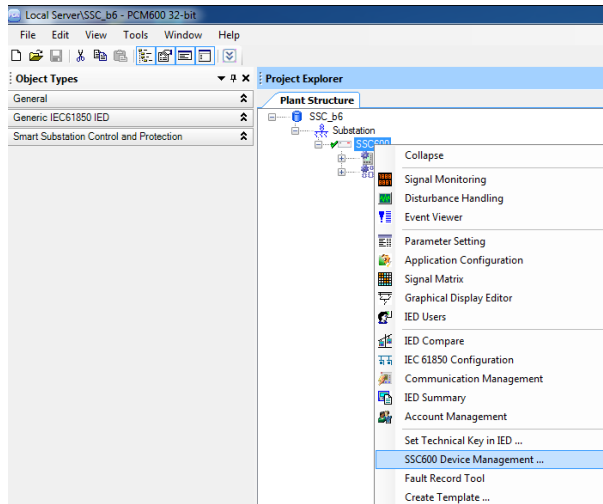 Local Server\SSC_b6 - PCM600 32-bit
File Edit View Tools Window Help
Object Types
General
Generic IEC61850 IED
Smart Substation Control and Protection
Project Explorer
Plant Structure
SSC_b6
Substation
SSC600
Collapse
Signal Monitoring
Disturbance Handling
Event Viewer
Parameter Setting
Application Configuration
Signal Matrix
Graphical Display Editor
IED Users
IED Compare
IEC 61850 Configuration
Communication Management
IED Summary
Account Management
Set Technical Key in IED ...
SSC600 Device Management ...
Fault Record Tool
Create Template ...